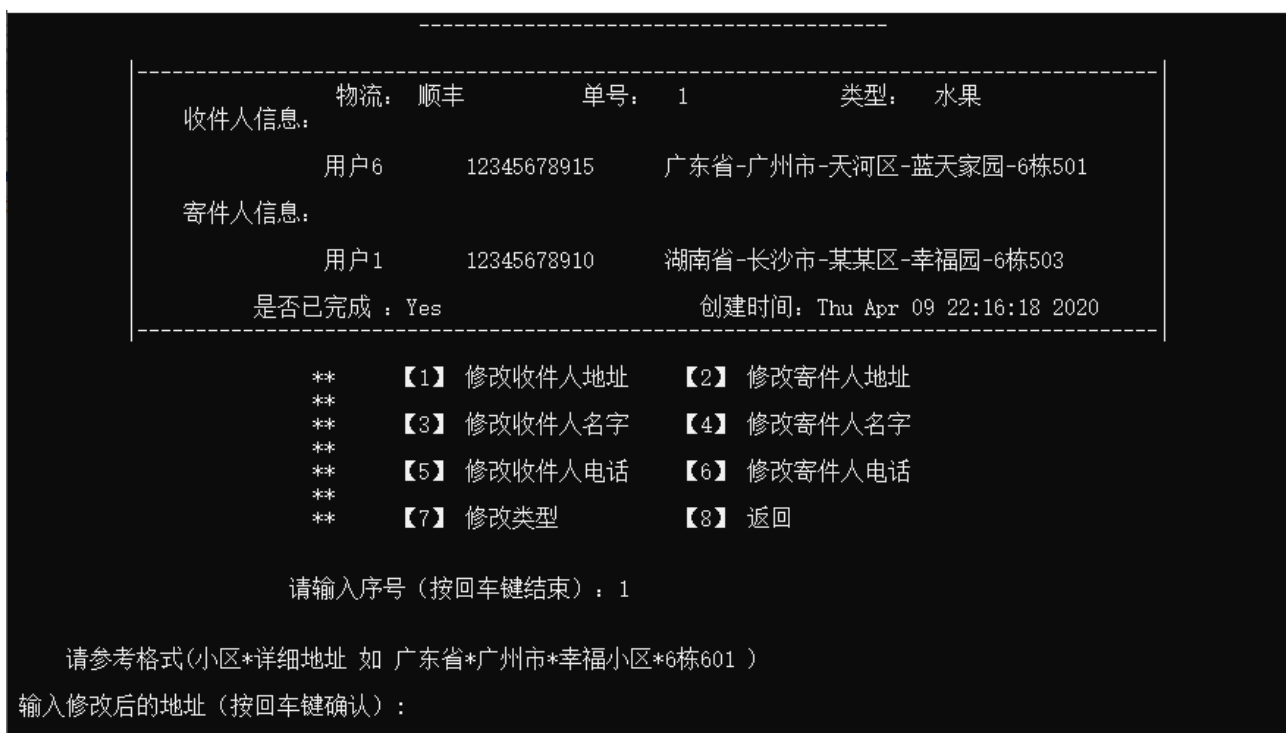 ----------------------------------------
物流： 顺丰 单号： 1 类型： 水果
收件人信息：
用户6 12345678915 广东省-广州市-天河区-蓝天家园-6栋501
寄件人信息：
用户1 12345678910 湖南省-长沙市-某某区-幸福园-6栋503
是否已完成 ：Yes 创建时间：Thu Apr 09 22:16:18 2020
** 【1】 修改收件人地址 【2】 修改寄件人地址
**
** 【3】 修改收件人名字 【4】 修改寄件人名字
**
** 【5】 修改收件人电话 【6】 修改寄件人电话
**
** 【7】 修改类型 【8】 返回
请输入序号（按回车键结束）：1
请参考格式(小区*详细地址 如 广东省*广州市*幸福小区*6栋601 )
输入修改后的地址（按回车键确认）：